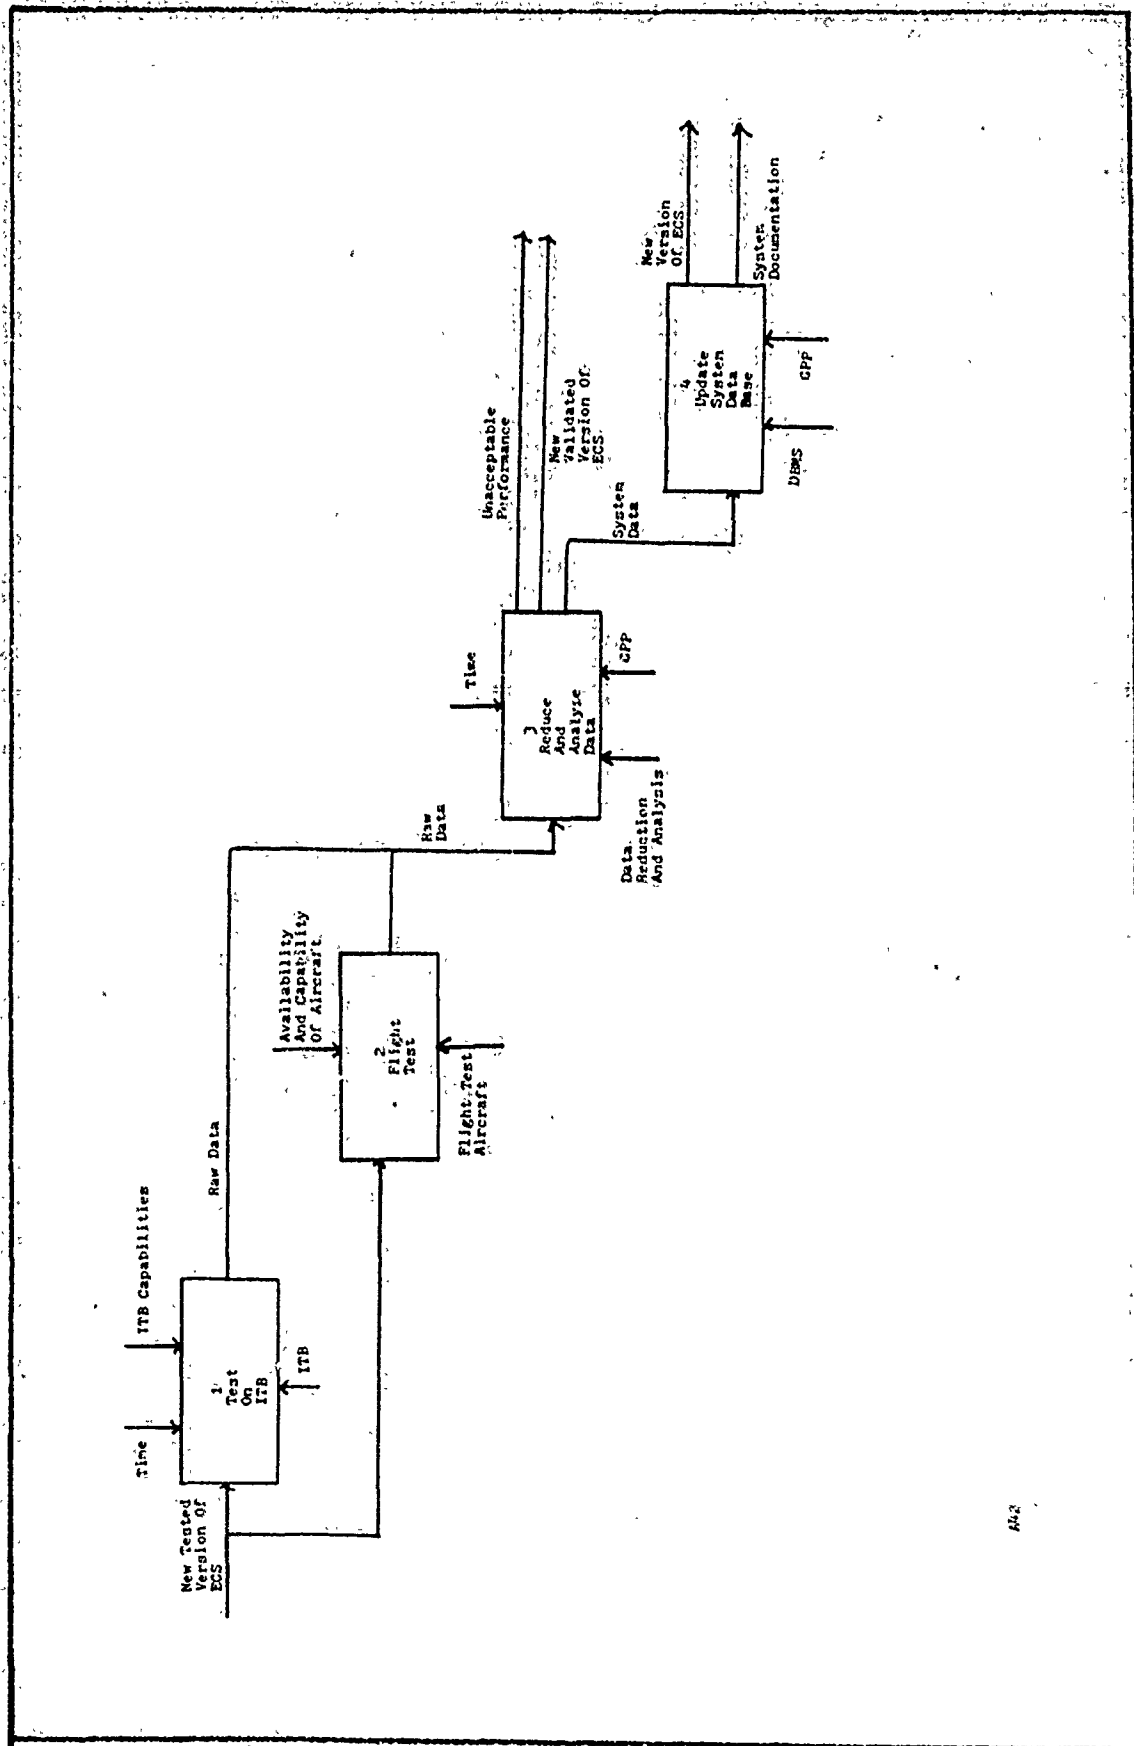 New Tested
Version Of
ECS
Time
ITB Capabilities
1
Test
On
ITB
ITB
Raw Data
Availability
And Capability
Of Aircraft
2
Flight
Test
Flight Test
Aircraft
Raw
Data
Time
3
Reduce
And
Analyze
Data
Data
Reduction
And Analysis
GPP
Unacceptable
Performance
New
Validated
Version Of
ECS
System
Data
4
Update
System
Data
Base
DBMS
GPP
New
Version
Of ECS
System
Documentation
A42